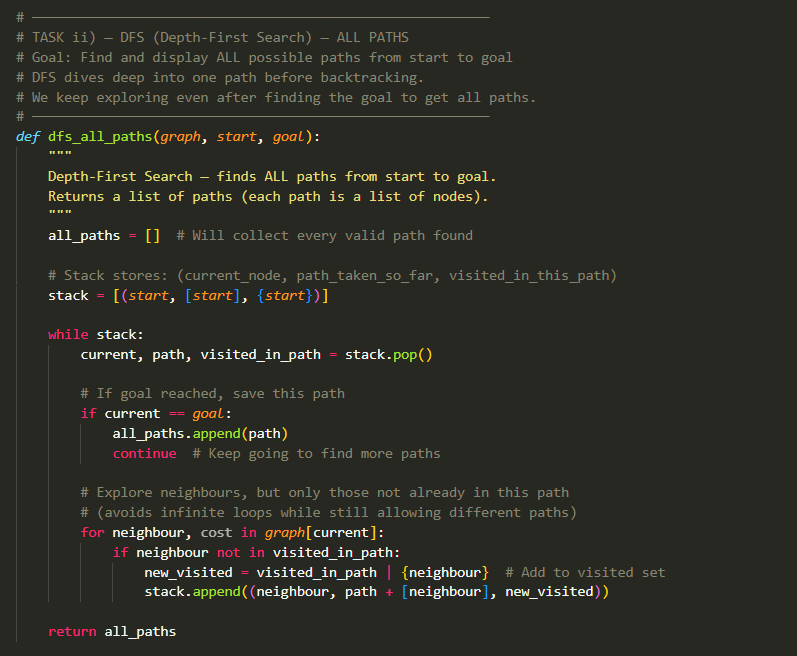 # ─────────────────────────────────────────────────────────
# TASK ii) — DFS (Depth-First Search) — ALL PATHS
# Goal: Find and display ALL possible paths from start to goal
# DFS dives deep into one path before backtracking.
# We keep exploring even after finding the goal to get all paths.
# ─────────────────────────────────────────────────────────
def dfs_all_paths(graph, start, goal):
    """
    Depth-First Search — finds ALL paths from start to goal.
    Returns a list of paths (each path is a list of nodes).
    """
    all_paths = []  # Will collect every valid path found

    # Stack stores: (current_node, path_taken_so_far, visited_in_this_path)
    stack = [(start, [start], {start})]

    while stack:
        current, path, visited_in_path = stack.pop()

        # If goal reached, save this path
        if current == goal:
            all_paths.append(path)
            continue  # Keep going to find more paths

        # Explore neighbours, but only those not already in this path
        # (avoids infinite loops while still allowing different paths)
        for neighbour, cost in graph[current]:
            if neighbour not in visited_in_path:
                new_visited = visited_in_path | {neighbour}  # Add to visited set
                stack.append((neighbour, path + [neighbour], new_visited))

    return all_paths